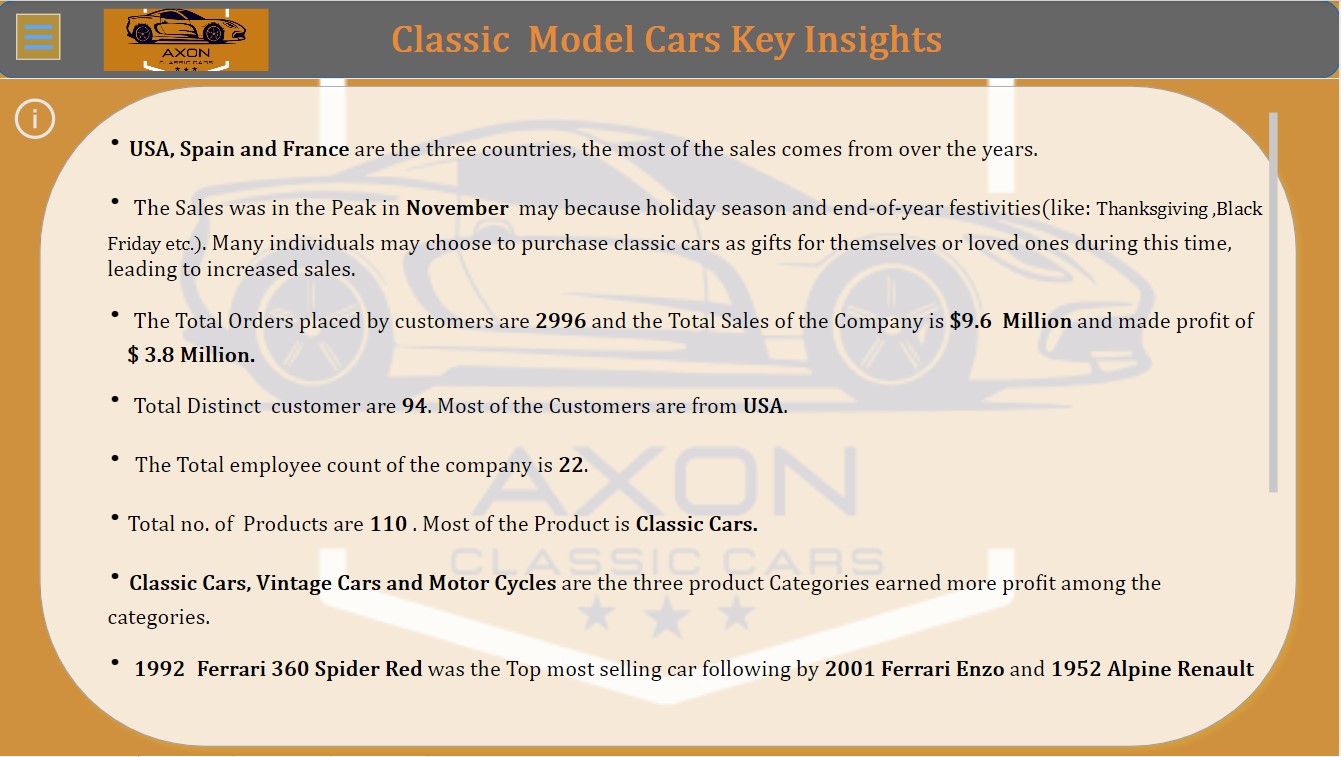 AXON
CLASSIC CARS
Classic  Model Cars Key Insights
i
• USA, Spain and France are the three countries, the most of the sales comes from over the years.
• The Sales was in the Peak in November  may because holiday season and end-of-year festivities(like: Thanksgiving ,Black
Friday etc.). Many individuals may choose to purchase classic cars as gifts for themselves or loved ones during this time,
leading to increased sales.
• The Total Orders placed by customers are 2996 and the Total Sales of the Company is $9.6  Million and made profit of
$ 3.8 Million.
• Total Distinct  customer are 94. Most of the Customers are from USA.
• The Total employee count of the company is 22.
• Total no. of  Products are 110 . Most of the Product is Classic Cars.
• Classic Cars, Vintage Cars and Motor Cycles are the three product Categories earned more profit among the
categories.
• 1992  Ferrari 360 Spider Red was the Top most selling car following by 2001 Ferrari Enzo and 1952 Alpine Renault
AXON
CLASSIC CARS